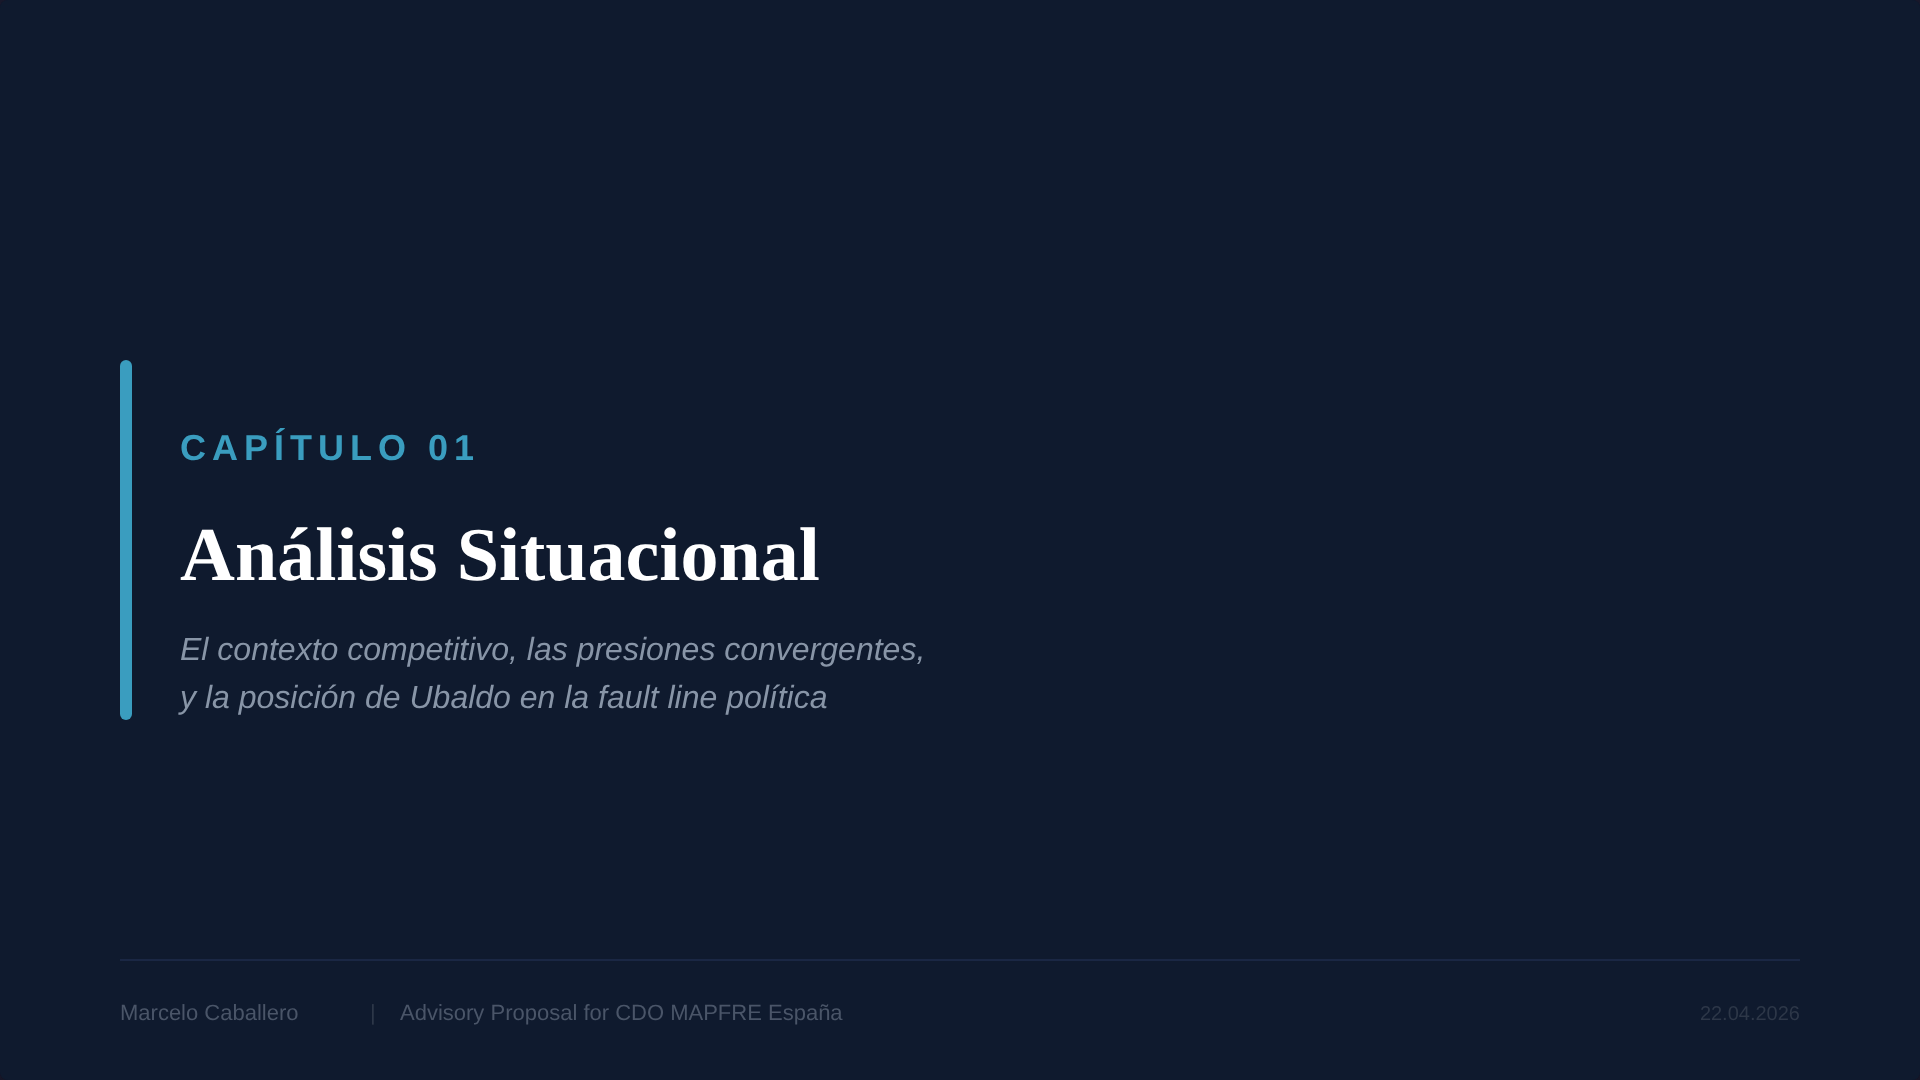 CAPÍTULO 01
Análisis Situacional
El contexto competitivo, las presiones convergentes,
y la posición de Ubaldo en la fault line política
Marcelo Caballero | Advisory Proposal for CDO MAPFRE España
22.04.2026